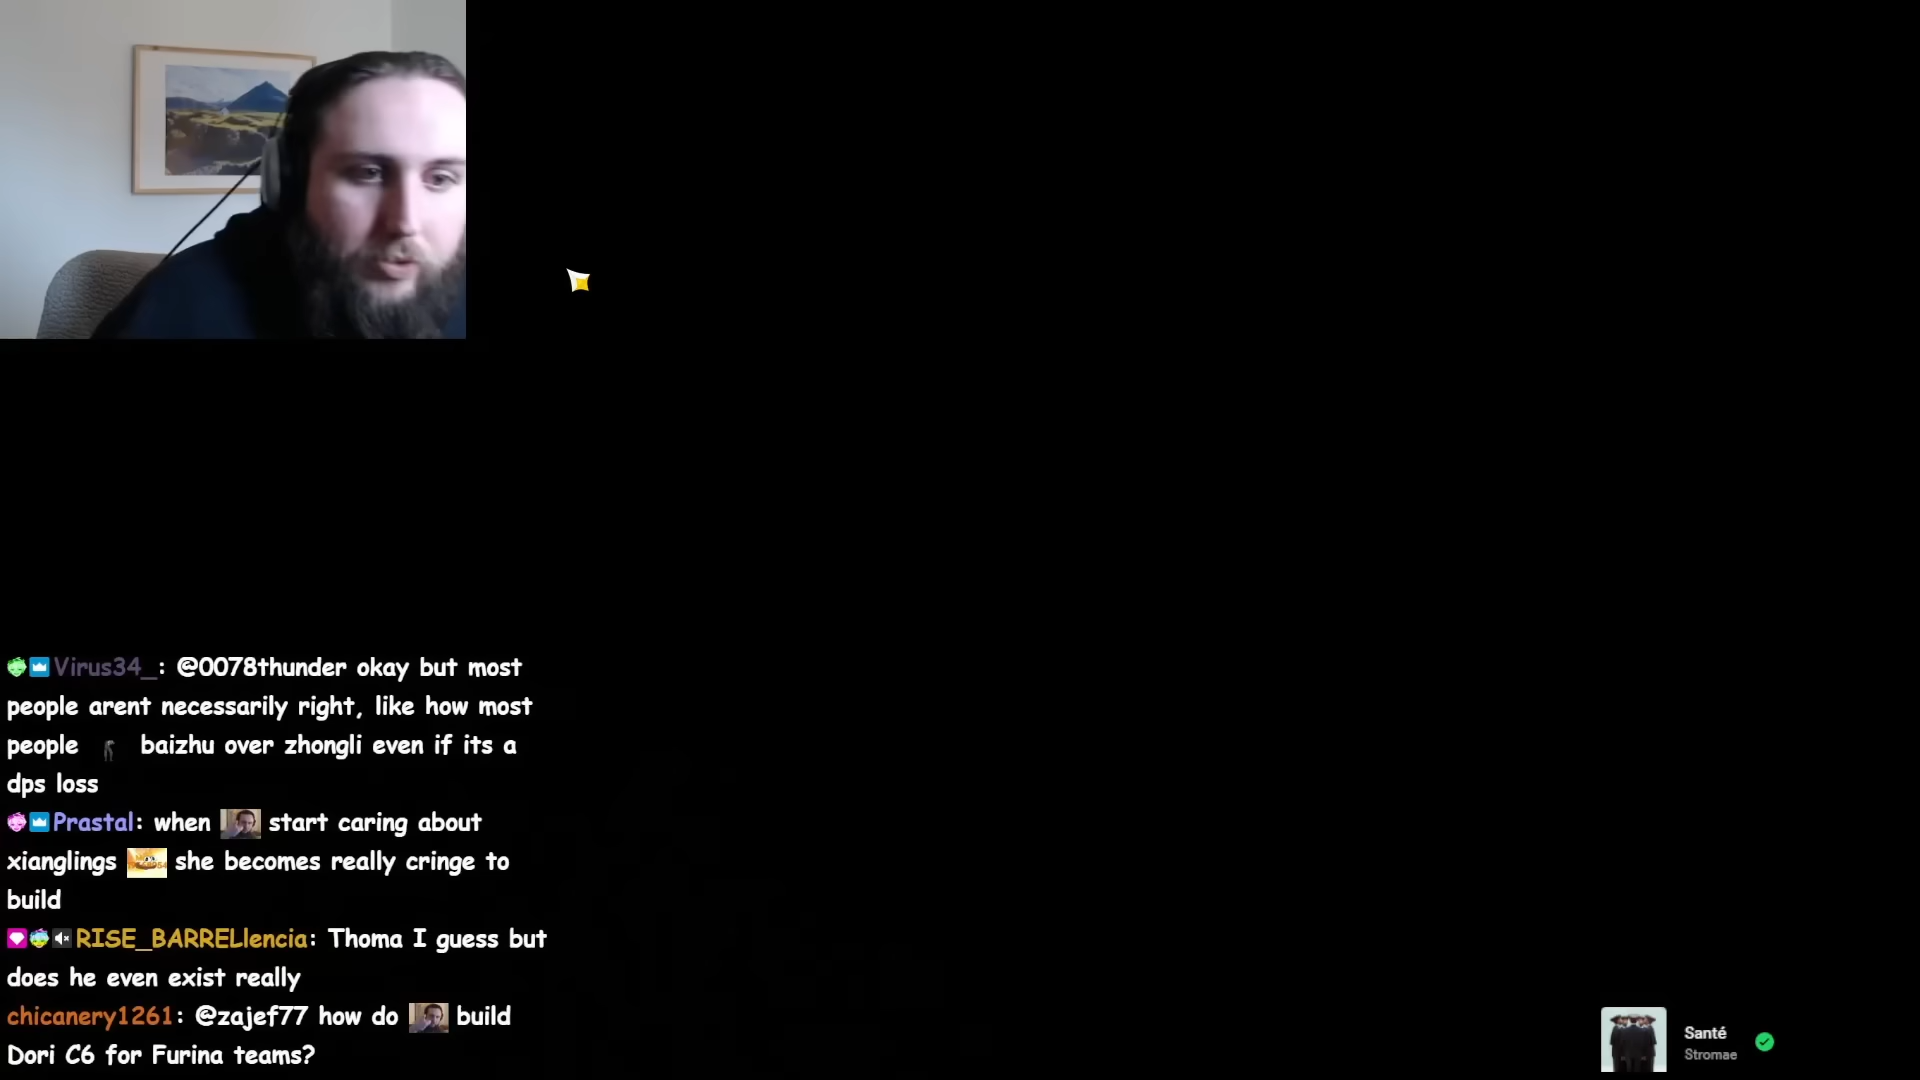 Virus34_: @0078thunder okay but most
people arent necessarily right, like how most
people baizhu over zhongli even if its a
dps loss
Prastal: when start caring about
xianglings she becomes really cringe to
build
RISE_BARRELlencia: Thoma I guess but
does he even exist really
chicanery1261: @zajef77 how do build
Dori C6 for Furina teams?
Santé
Stromae